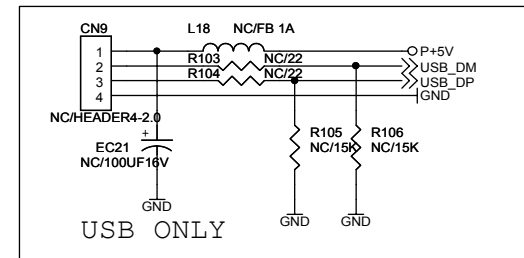 CN9 L18 NC/FB 1A
1 P+5V
2 R103 NC/22 USB_DM
3 R104 NC/22 USB_DP
4 GND
NC/HEADER4-2.0
+
EC21 R105 R106
NC/100UF16V NC/15K NC/15K
GND GND GND
USB ONLY